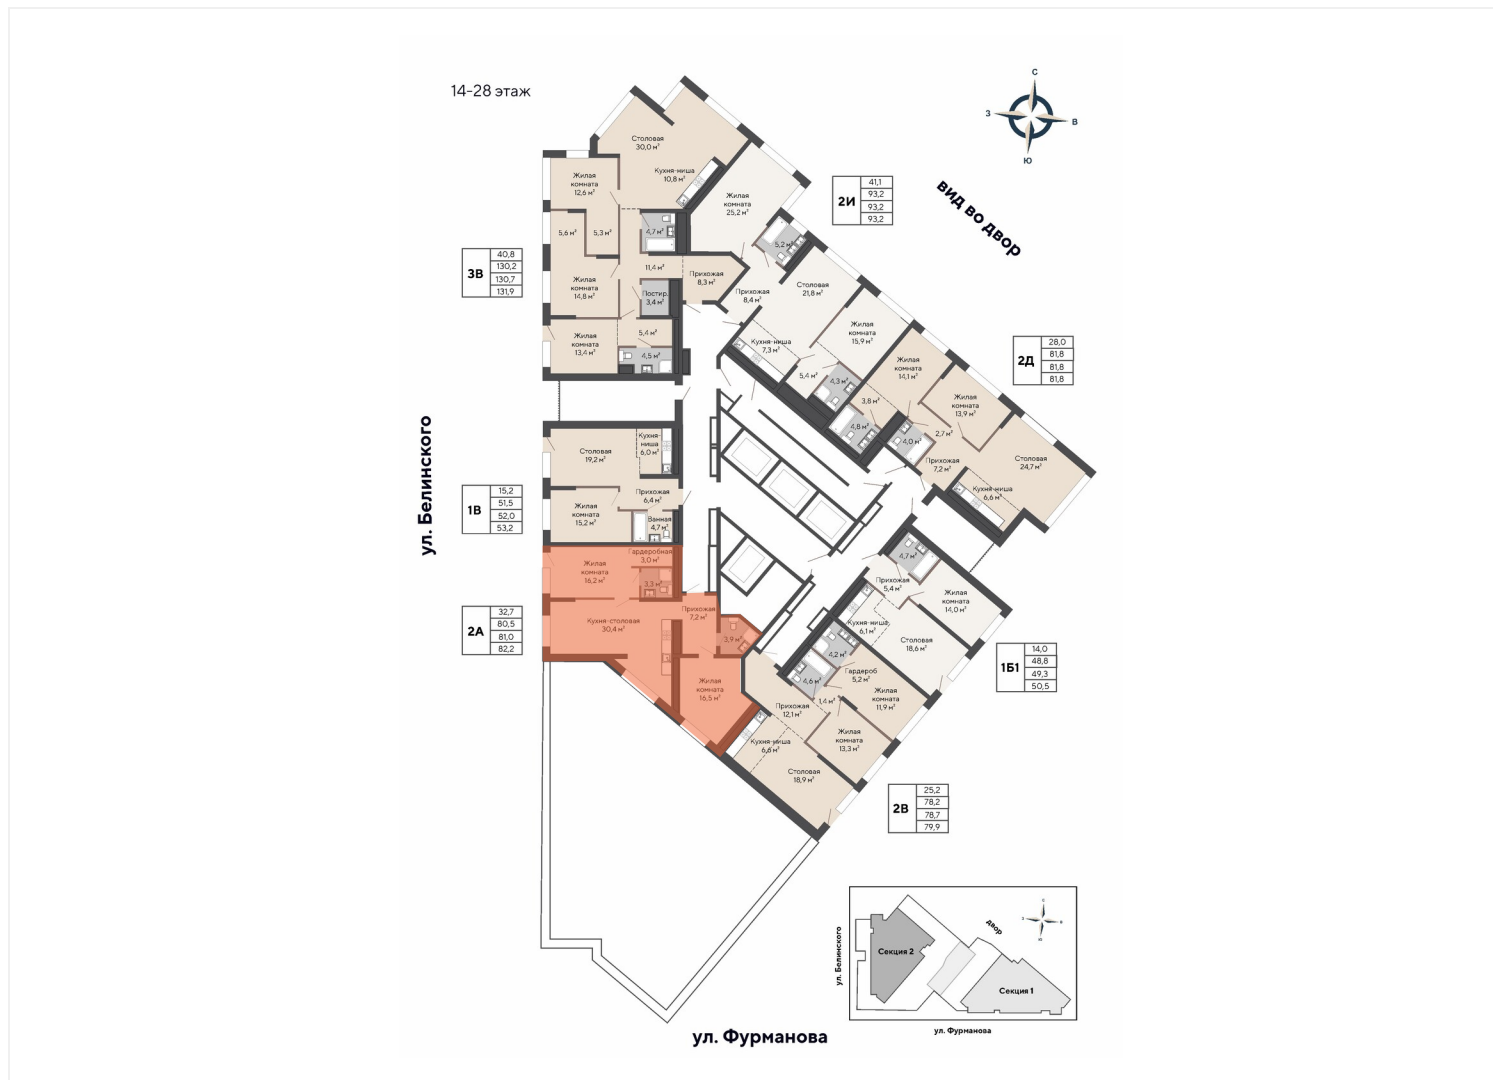 14-28 этаж
С
З
В
Ю
вид во двор
ул. Белинского
3В
40,8
130,2
130,7
131,9
Столовая
30,0 м²
Кухня-ниша
10,8 м²
Жилая
комната
12,6 м²
5,6 м²
5,3 м²
4,7 м²
11,4 м²
Прихожая
8,3 м²
Жилая
комната
14,8 м²
Постир.
3,4 м²
Жилая
комната
13,4 м²
5,4 м²
4,5 м²
2И
41,1
93,2
93,2
93,2
Жилая
комната
25,2 м²
5,2 м²
Прихожая
8,4 м²
Столовая
21,8 м²
Кухня-ниша
7,3 м²
Жилая
комната
15,9 м²
5,4 м²
4,3 м²
2Д
28,0
81,8
81,8
81,8
Жилая
комната
14,1 м²
3,8 м²
4,8 м²
Жилая
комната
13,9 м²
2,7 м²
4,0 м²
Прихожая
7,2 м²
Столовая
24,7 м²
Кухня-ниша
6,6 м²
1В
15,2
51,5
52,0
53,2
Столовая
19,2 м²
Кухня-
ниша
6,0 м²
Прихожая
6,4 м²
Жилая
комната
15,2 м²
Ванная
4,7 м²
2А
32,7
80,5
81,0
82,2
Жилая
комната
16,2 м²
Гардеробная
3,0 м²
3,3 м²
Кухня-столовая
30,4 м²
Прихожая
7,2 м²
3,9 м²
Жилая
комната
16,5 м²
1Б1
14,0
48,8
49,3
50,5
4,7 м²
Прихожая
5,4 м²
Жилая
комната
14,0 м²
Кухня-ниша
6,1 м²
Столовая
18,6 м²
2В
25,2
78,2
78,7
79,9
4,2 м²
Гардероб
5,2 м²
4,6 м²
1,4 м²
Жилая
комната
11,9 м²
Прихожая
12,1 м²
Жилая
комната
13,3 м²
Кухня-ниша
6,6 м²
Столовая
18,9 м²
ул. Фурманова
ул. Белинского
Секция 2
двор
Секция 1
С
З
В
Ю
ул. Фурманова